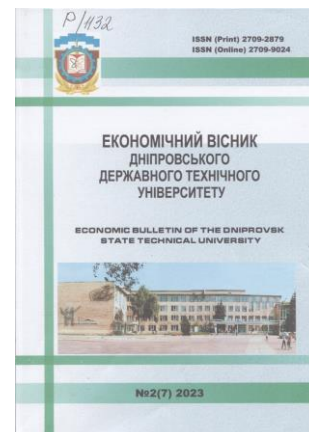 Р/1132
ISSN (Print) 2709-2879
ISSN (Online) 2709-9024
ЕКОНОМІЧНИЙ ВІСНИК
ДНІПРОВСЬКОГО
ДЕРЖАВНОГО ТЕХНІЧНОГО
УНІВЕРСИТЕТУ
ECONOMIC BULLETIN OF THE DNIPROVSK
STATE TECHNICAL UNIVERSITY
№2(7) 2023